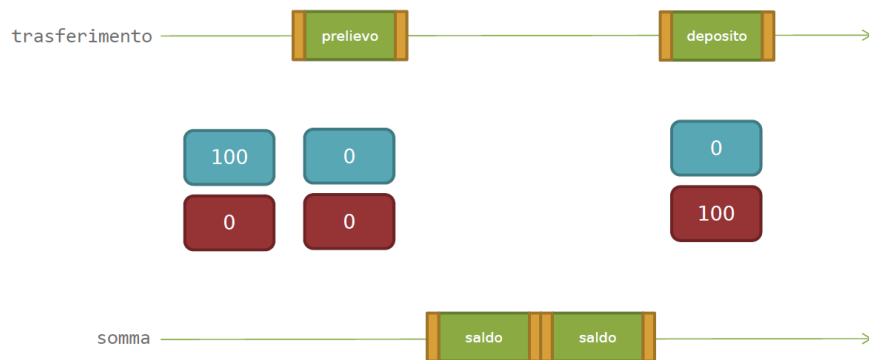 trasferimento
prelievo
deposito
100
0
0
0
0
100
somma
saldo
saldo